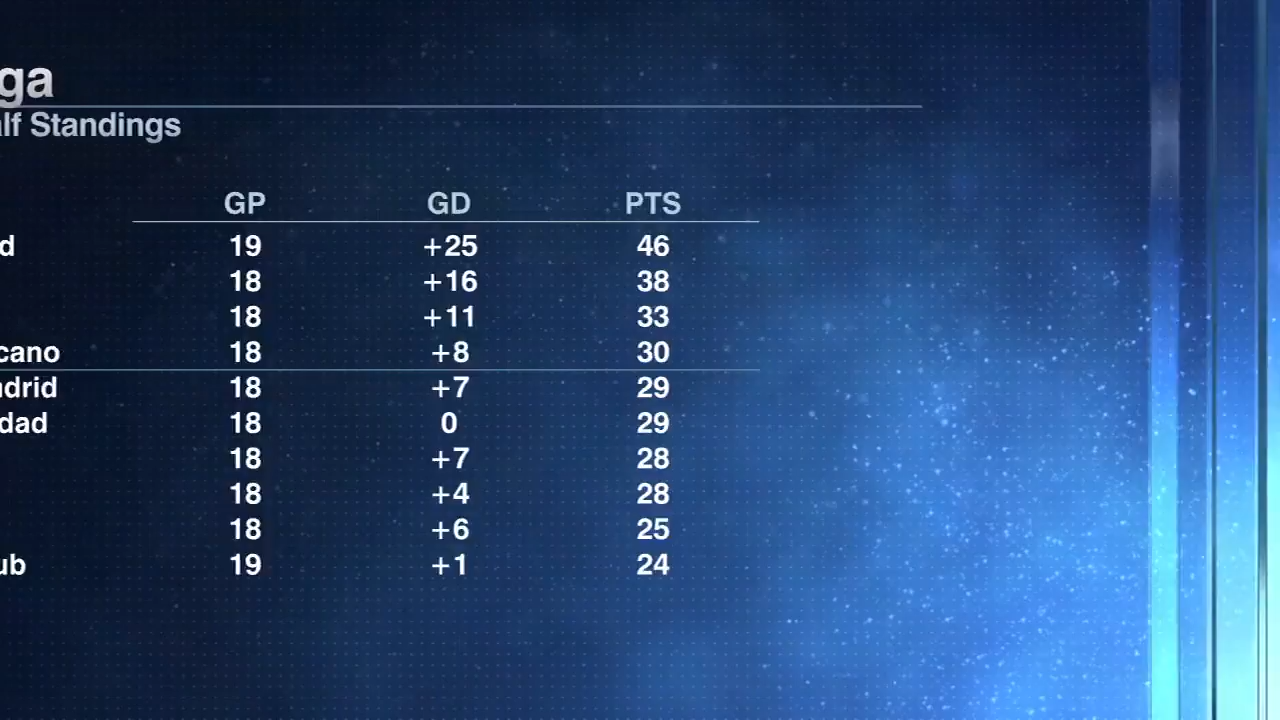 ga
alf Standings
GP GD PTS
d 19 +25 46
18 +16 38
18 +11 33
cano 18 +8 30
adrid 18 +7 29
dad 18 0 29
18 +7 28
18 +4 28
18 +6 25
ub 19 +1 24